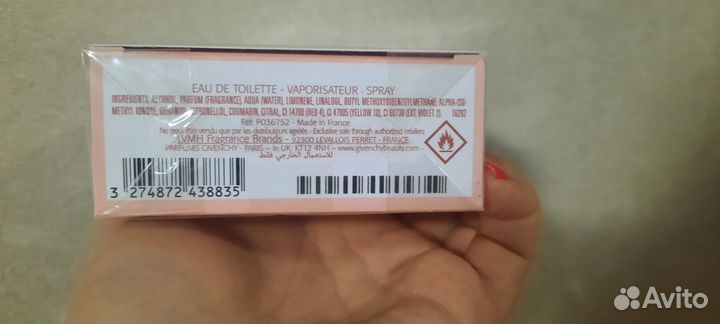 EAU DE TOILETTE - VAPORISATEUR - SPRAY
INGREDIENTS: ALCOHOL, PARFUM (FRAGRANCE), AQUA (WATER), LIMONENE, LINALOOL, BUTYL METHOXYDIBENZOYLMETHANE, ALPHA-ISO-
METHYL IONONE, GERANIOL, CITRONELLOL, COUMARIN, CITRAL, CI 14700 (RED 4), CI 47005 (YELLOW 10), CI 60730 (EXT. VIOLET 2). 16292
Réf. P036752 - Made in France
Ne peut être vendu que par les distributeurs agréés - Exclusive sale through authorized retailers
LVMH Fragrance Brands - 92300 LEVALLOIS PERRET - FRANCE
PARFUMS GIVENCHY - PARIS - In UK: KT12 4NH - www.givenchybeauty.com
للاستعمال الخارجي فقط
3 274872 438835
Avito